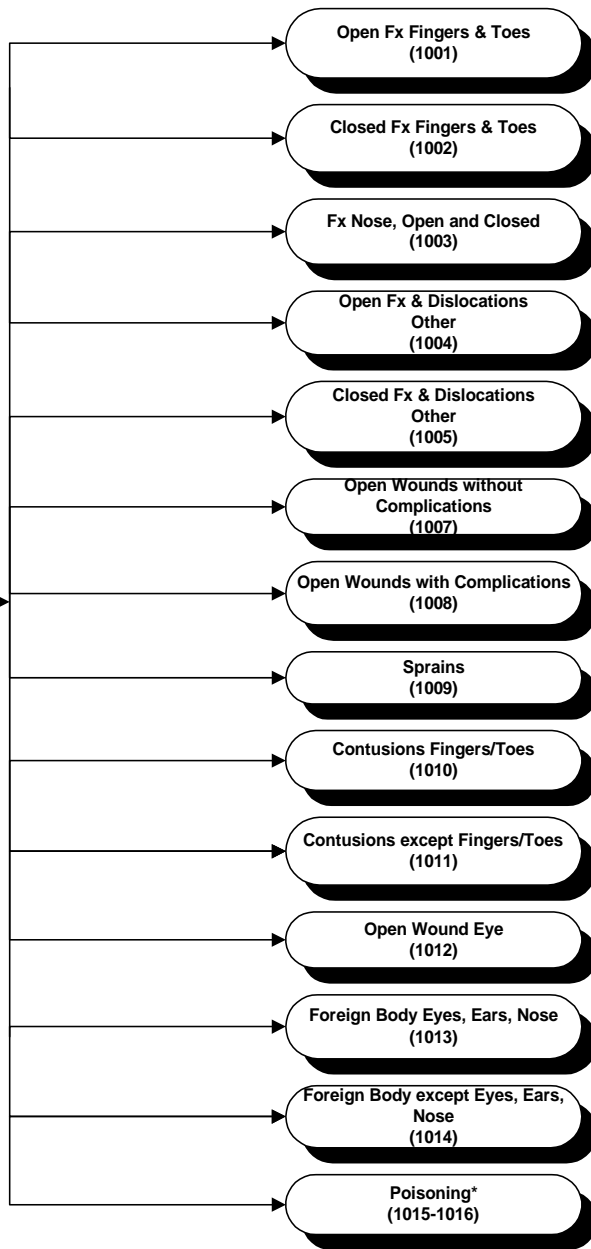 Open Fx Fingers & Toes
(1001)
Closed Fx Fingers & Toes
(1002)
Fx Nose, Open and Closed
(1003)
Open Fx & Dislocations
Other
(1004)
Closed Fx & Dislocations
Other
(1005)
Open Wounds without
Complications
(1007)
Open Wounds with Complications
(1008)
Sprains
(1009)
Contusions Fingers/Toes
(1010)
Contusions except Fingers/Toes
(1011)
Open Wound Eye
(1012)
Foreign Body Eyes, Ears, Nose
(1013)
Foreign Body except Eyes, Ears,
Nose
(1014)
Poisoning*
(1015-1016)